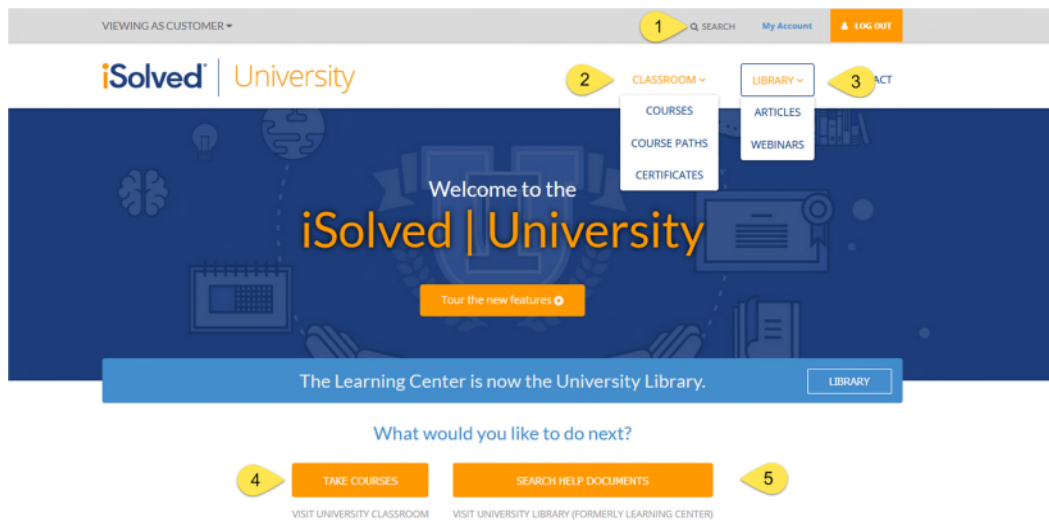 VIEWING AS CUSTOMER
1
SEARCH
My Account
LOG OUT
iSolved | University
2
CLASSROOM
LIBRARY
3
ACT
COURSES
COURSE PATHS
CERTIFICATES
ARTICLES
WEBINARS
Welcome to the
iSolved | University
Tour the new features
The Learning Center is now the University Library.
LIBRARY
What would you like to do next?
4
TAKE COURSES
SEARCH HELP DOCUMENTS
5
VISIT UNIVERSITY CLASSROOM
VISIT UNIVERSITY LIBRARY (FORMERLY LEARNING CENTER)